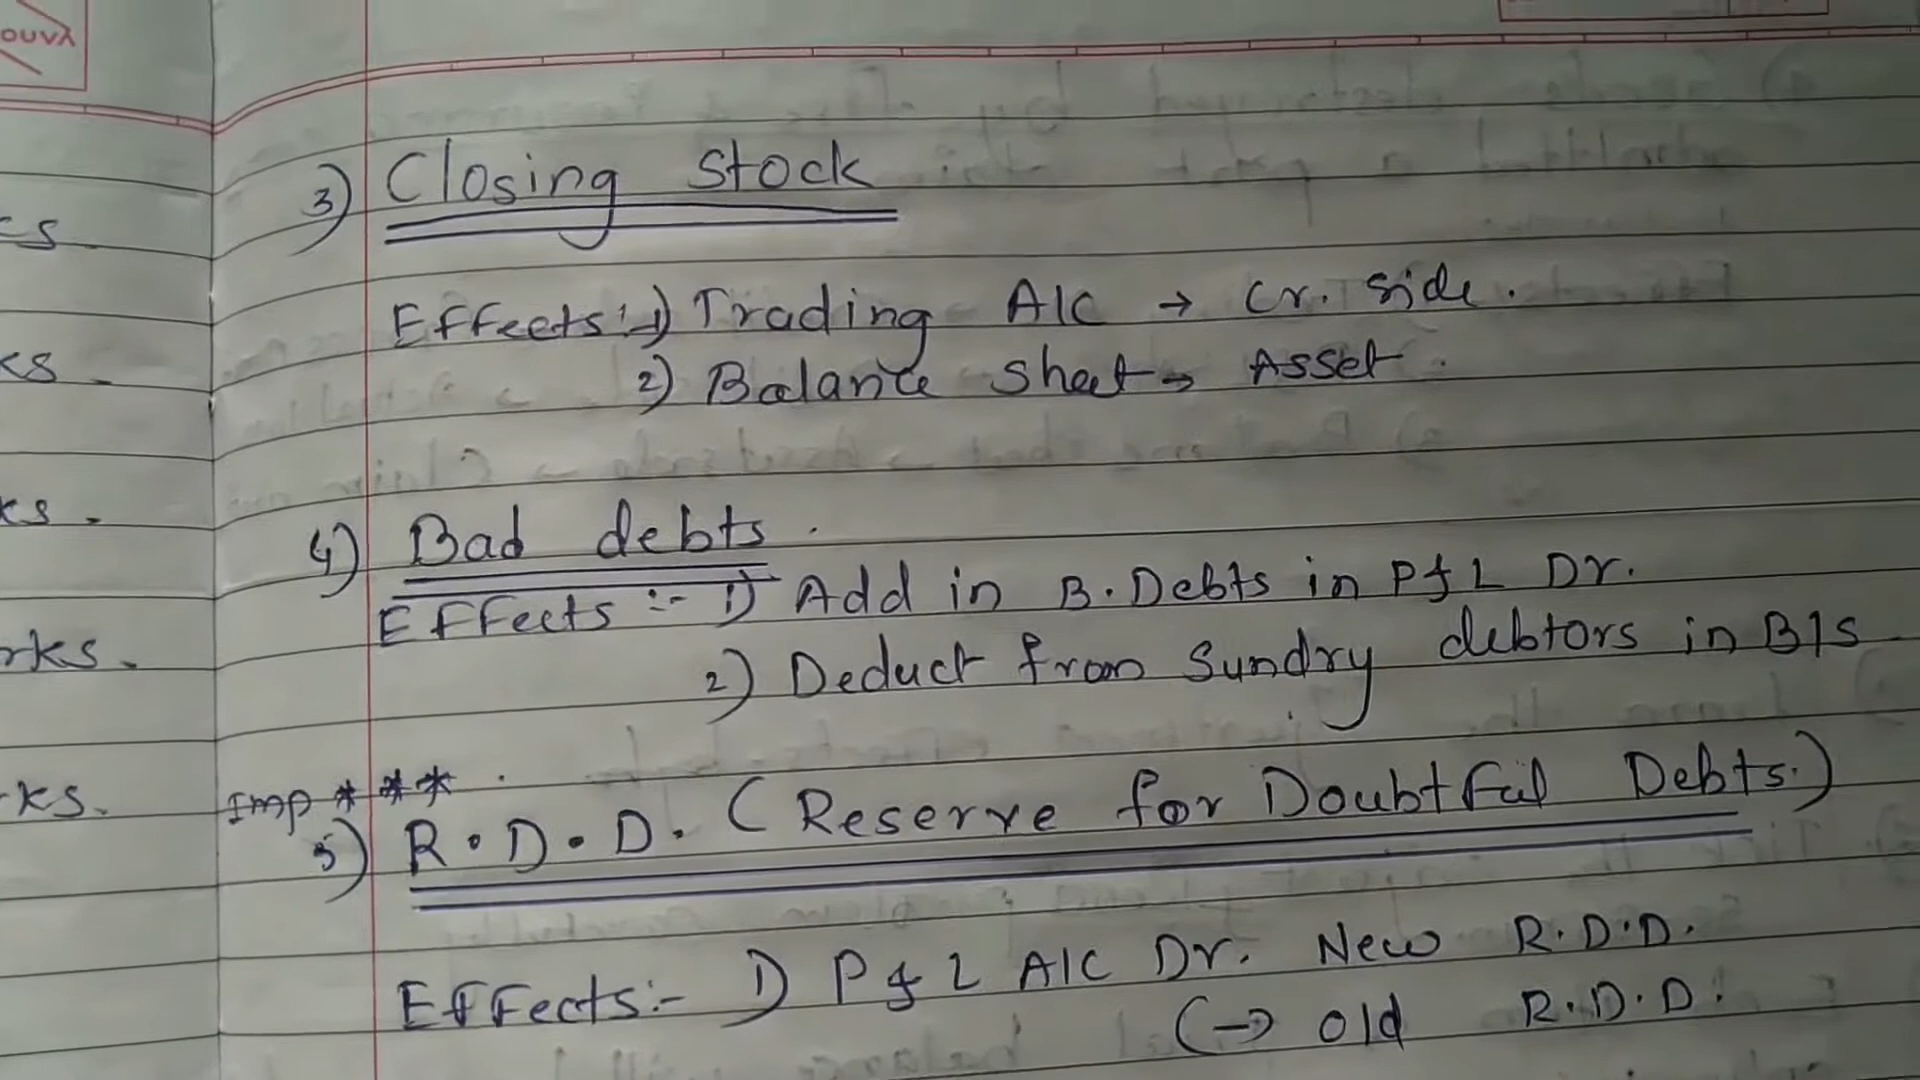 3) Closing Stock
Effects:1) Trading A/C → Cr. side.
2) Balance Sheet → Asset.
4) Bad debts.
Effects :- 1) Add in B. Debts in P & L Dr.
2) Deduct from Sundry debtors in B/S
Imp ***
5) R.D.D. (Reserve for Doubtful Debts.)
Effects:- 1) P & L A/C Dr. New R.D.D.
(-) Old R.D.D.